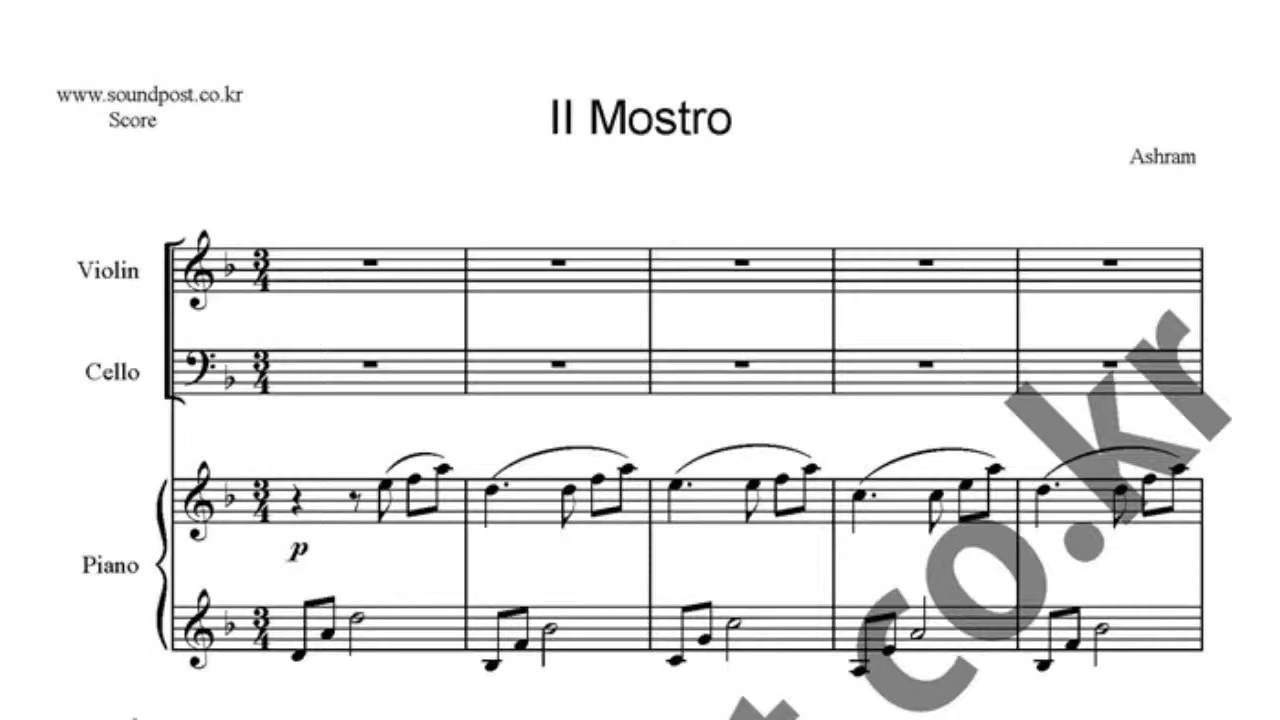 www.soundpost.co.kr
Score
Il Mostro
Ashram
Violin
Cello
Piano
p
co.kr